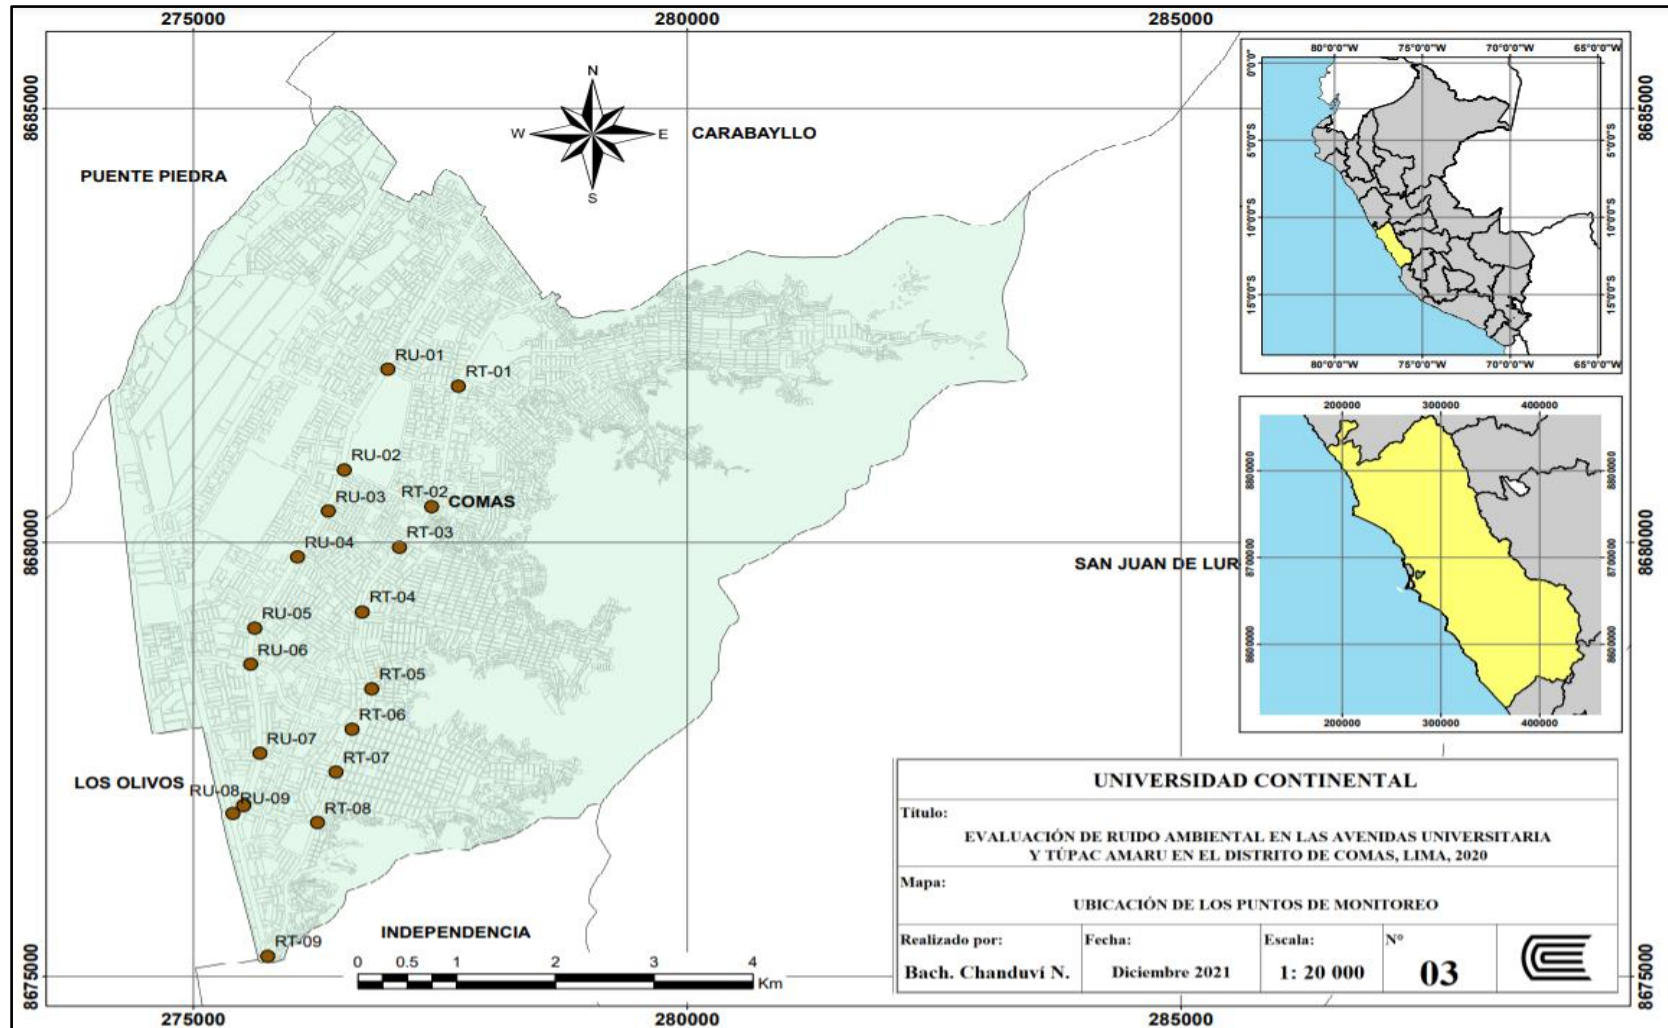 275000 280000 285000
8685000
8680000
8675000
N
W E
S
CARABAYLLO
PUENTE PIEDRA
RU-01
RT-01
RU-02
RU-03
RT-02
COMAS
RT-03
RU-04
SAN JUAN DE LUR
RT-04
RU-05
RU-06
RT-05
RT-06
RU-07
RT-07
LOS OLIVOS
RU-08
RU-09
RT-08
INDEPENDENCIA
RT-09
0 0.5 1 2 3 4
Km
275000 280000 285000
8685000
8680000
8675000
80°0'0"W 75°0'0"W 70°0'0"W 65°0'0"W
0°0'0"
5°0'0"S
10°0'0"S
15°0'0"S
0°0'0"
5°0'0"S
10°0'0"S
15°0'0"S
80°0'0"W 75°0'0"W 70°0'0"W 65°0'0"W
200000 300000 400000
8800000
8700000
8600000
8800000
8700000
8600000
200000 300000 400000
UNIVERSIDAD CONTINENTAL
Título:
EVALUACIÓN DE RUIDO AMBIENTAL EN LAS AVENIDAS UNIVERSITARIA
Y TÚPAC AMARU EN EL DISTRITO DE COMAS, LIMA, 2020
Mapa:
UBICACIÓN DE LOS PUNTOS DE MONITOREO
Realizado por: Fecha: Escala: N°
Bach. Chanduví N. Diciembre 2021 1: 20 000 03